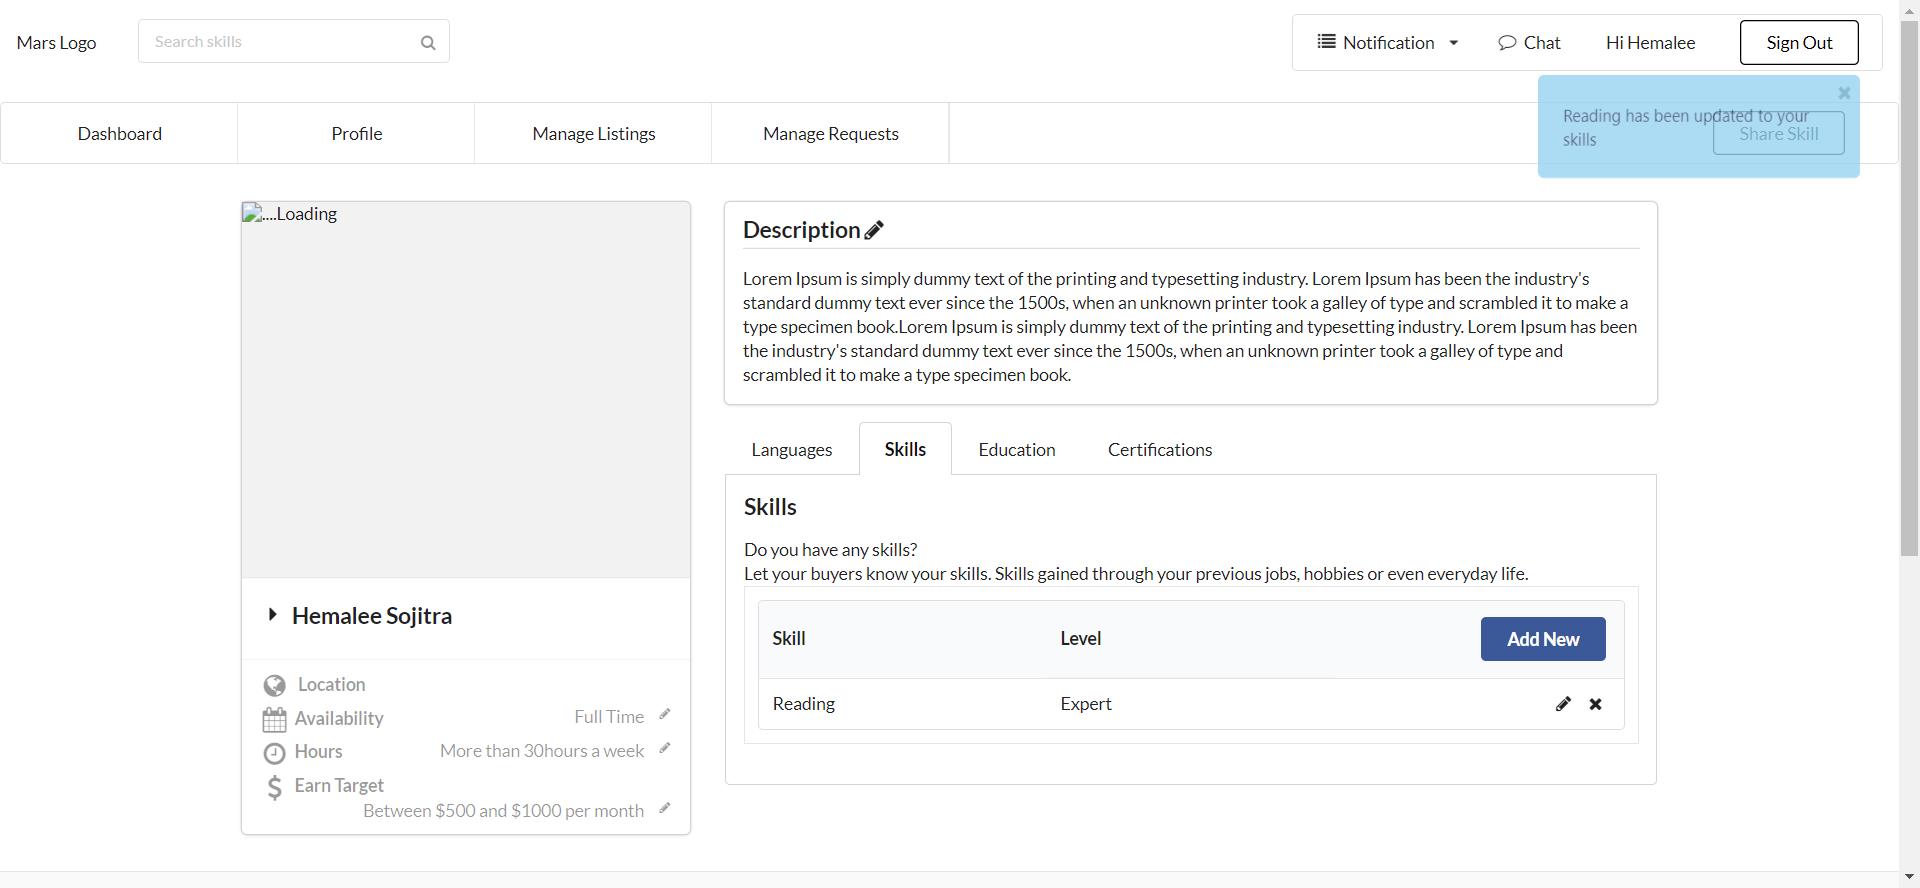 Mars Logo
Search skills
Notification
Chat
Hi Hemalee
Sign Out
Dashboard
Profile
Manage Listings
Manage Requests
Share Skill
Reading has been updated to your
skills
....Loading
Hemalee Sojitra
Location
Availability
Full Time
Hours
More than 30hours a week
Earn Target
Between $500 and $1000 per month
Description
Lorem Ipsum is simply dummy text of the printing and typesetting industry. Lorem Ipsum has been the industry's
standard dummy text ever since the 1500s, when an unknown printer took a galley of type and scrambled it to make a
type specimen book.Lorem Ipsum is simply dummy text of the printing and typesetting industry. Lorem Ipsum has been
the industry's standard dummy text ever since the 1500s, when an unknown printer took a galley of type and
scrambled it to make a type specimen book.
Languages
Skills
Education
Certifications
Skills
Do you have any skills?
Let your buyers know your skills. Skills gained through your previous jobs, hobbies or even everyday life.
Skill
Level
Add New
Reading
Expert